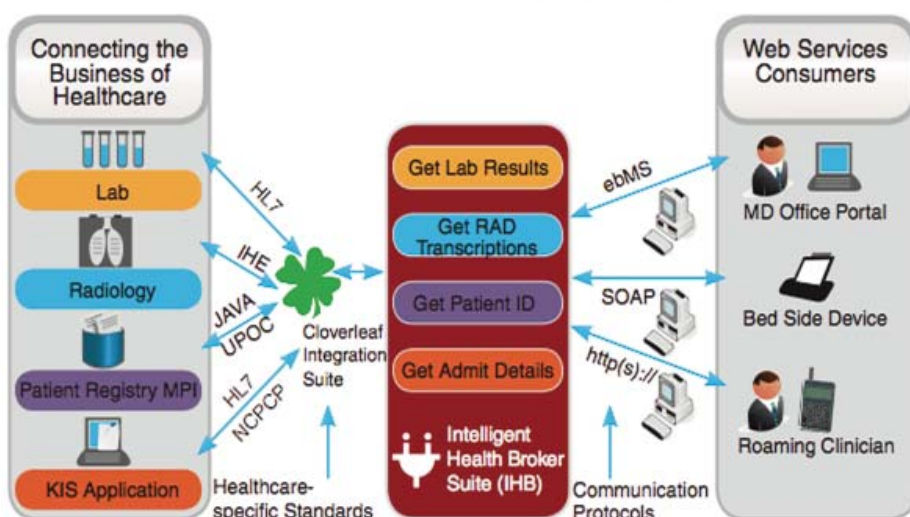 Connecting the
Business of
Healthcare
Lab
Radiology
Patient Registry MPI
KIS Application
HL7
IHE
JAVA
UPOC
HL7
NCPCP
Cloverleaf
Integration
Suite
Healthcare-
specific Standards
Get Lab Results
Get RAD
Transcriptions
Get Patient ID
Get Admit Details
Intelligent
Health Broker
Suite (IHB)
ebMS
SOAP
http(s)://
Communication
Protocols
Web Services
Consumers
MD Office Portal
Bed Side Device
Roaming Clinician